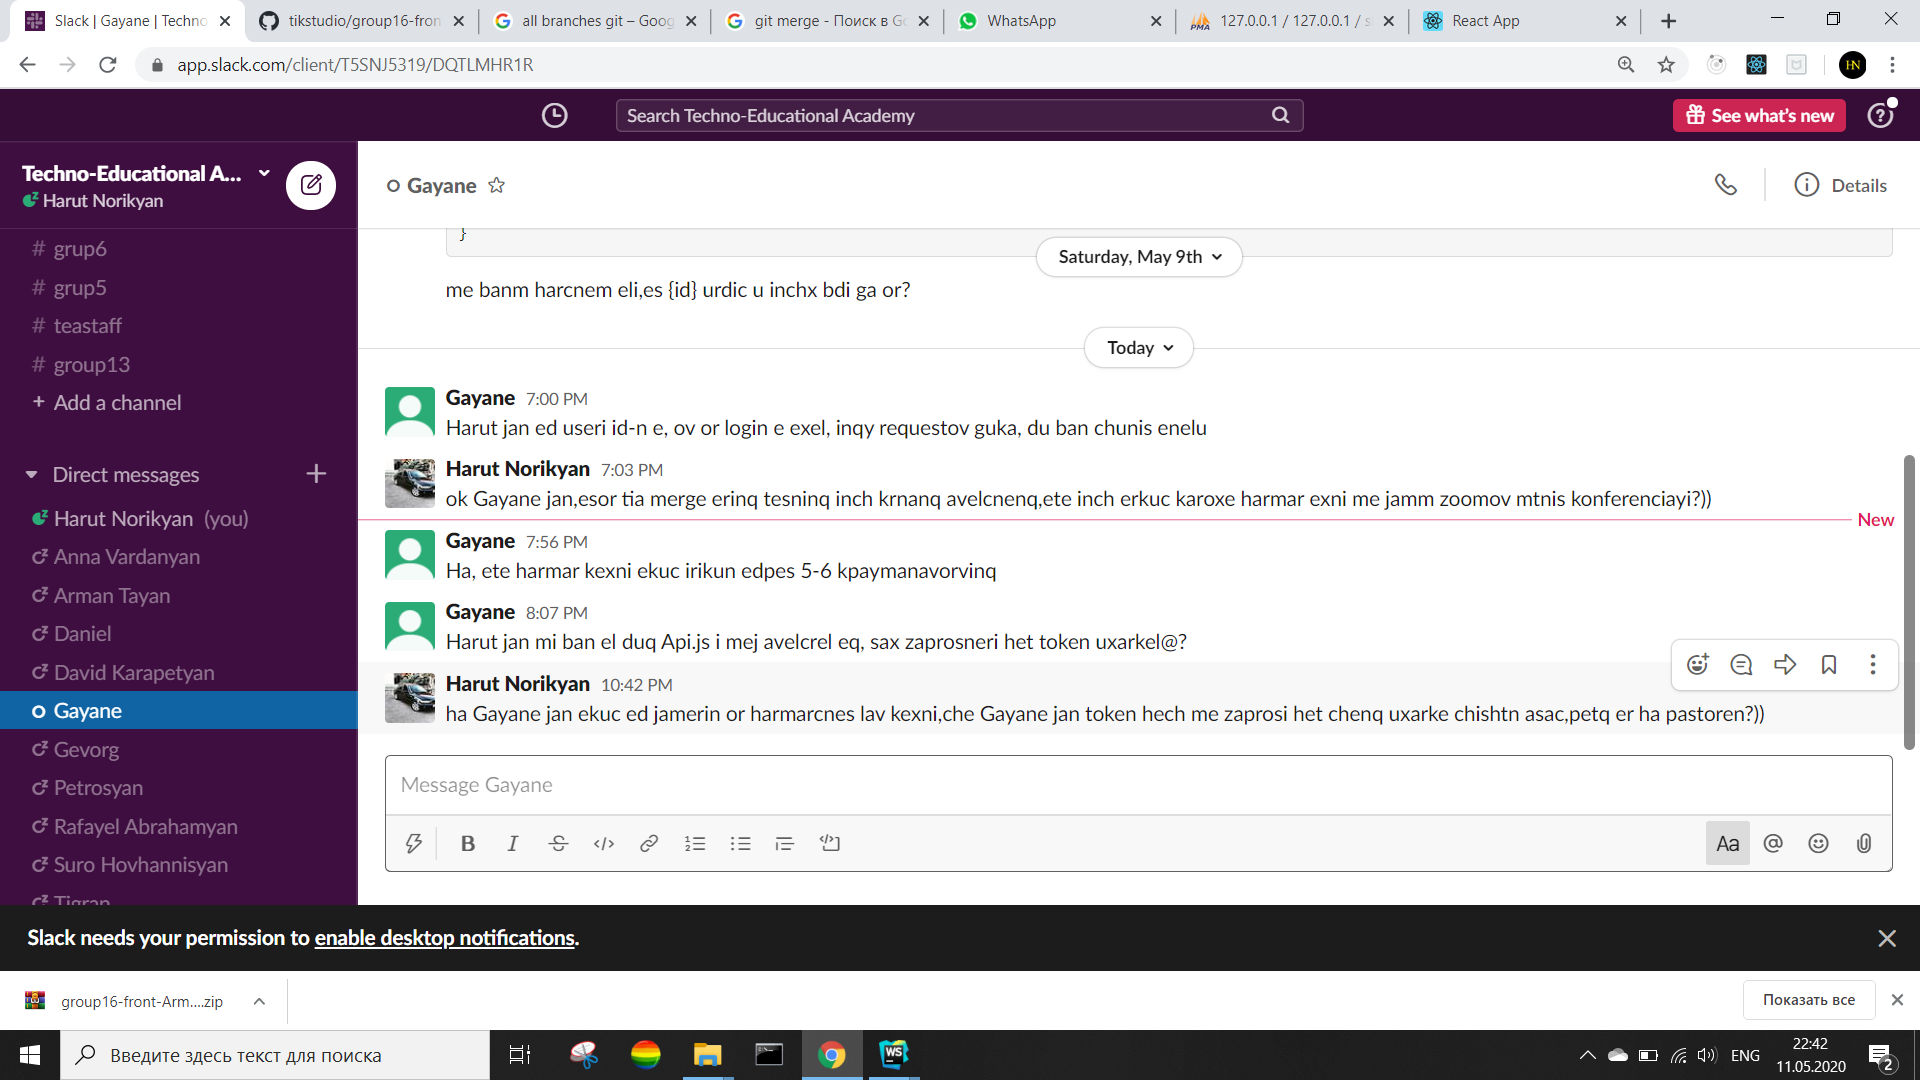 Slack | Gayane | Techno
tikstudio/group16-fron
all branches git – Goog
git merge - Поиск в Go
WhatsApp
127.0.0.1 / 127.0.0.1 / s
React App
app.slack.com/client/T5SNJ5319/DQTLMHR1R
HN
Search Techno-Educational Academy
See what's new
Techno-Educational A...
Harut Norikyan
Gayane
Details
# grup6
# grup5
# teastaff
# group13
+ Add a channel
Direct messages
Harut Norikyan (you)
Anna Vardanyan
Arman Tayan
Daniel
David Karapetyan
Gayane
Gevorg
Petrosyan
Rafayel Abrahamyan
Suro Hovhannisyan
Tigran
}
Saturday, May 9th
me banm harcnem eli,es {id} urdic u inchx bdi ga or?
Today
Gayane 7:00 PM
Harut jan ed useri id-n e, ov or login e exel, inqy requestov guka, du ban chunis enelu
Harut Norikyan 7:03 PM
ok Gayane jan,esor tia merge erinq tesninq inch krnanq avelcnenq,ete inch erkuc karoxe harmar exni me jamm zoomov mtnis konferenciayi?))
New
Gayane 7:56 PM
Ha, ete harmar kexni ekuc irikun edpes 5-6 kpaymanavorvinq
Gayane 8:07 PM
Harut jan mi ban el duq Api.js i mej avelcrel eq, sax zaprosneri het token uxarkel@?
Harut Norikyan 10:42 PM
ha Gayane jan ekuc ed jamerin or harmarcnes lav kexni,che Gayane jan token hech me zaprosi het chenq uxarke chishtn asac,petq er ha pastoren?))
Message Gayane
Aa
Slack needs your permission to enable desktop notifications.
group16-front-Arm....zip
Показать все
Введите здесь текст для поиска
WS
ENG
22:42
11.05.2020
2